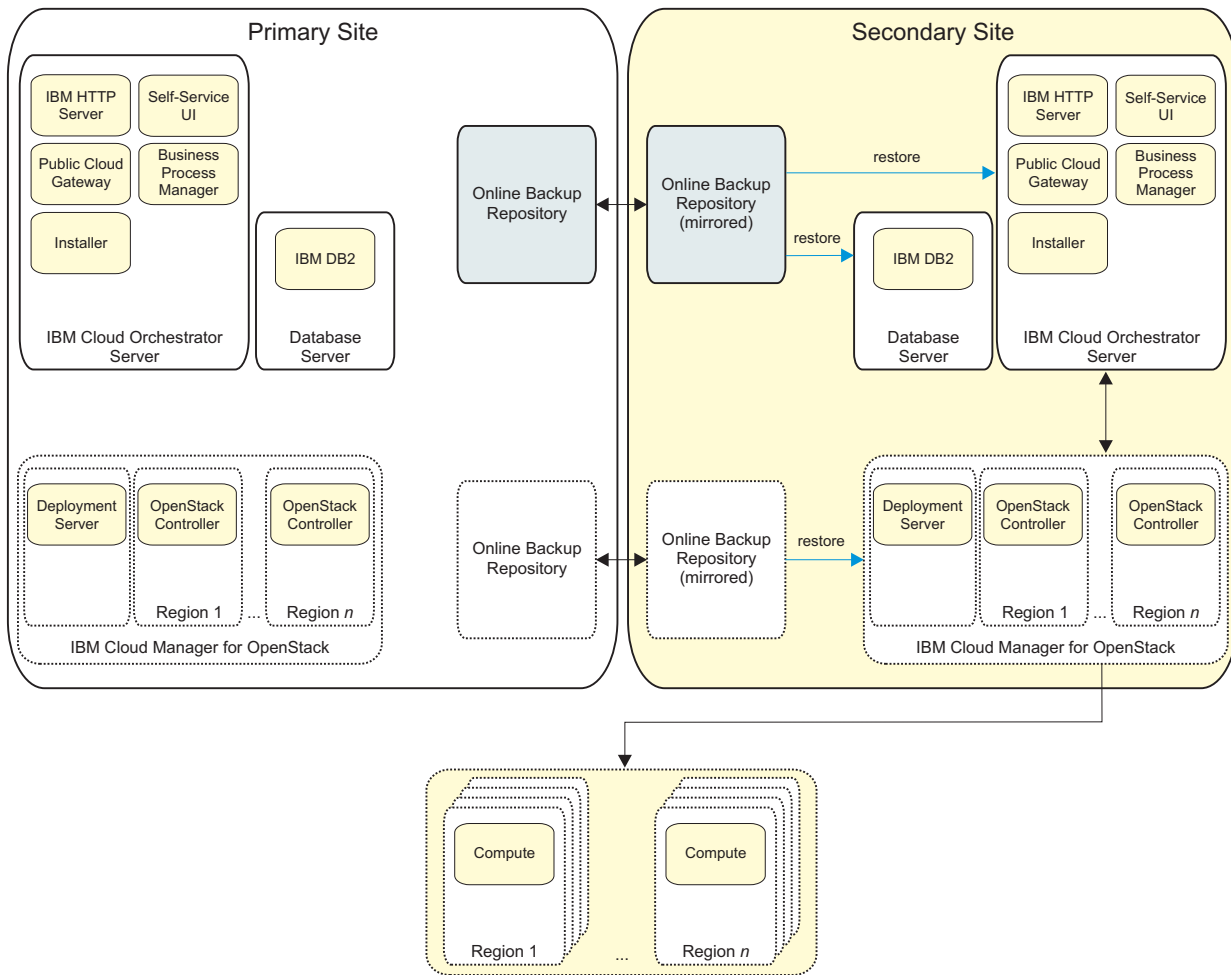 Primary Site
IBM HTTP
Server
Self-Service
UI
Public Cloud
Gateway
Business
Process
Manager
Installer
IBM Cloud Orchestrator
Server
IBM DB2
Database
Server
Online Backup
Repository
Deployment
Server
OpenStack
Controller
Region 1
...
OpenStack
Controller
Region n
IBM Cloud Manager for OpenStack
Online Backup
Repository
Secondary Site
Online Backup
Repository
(mirrored)
restore
restore
IBM DB2
Database
Server
IBM HTTP
Server
Self-Service
UI
Public Cloud
Gateway
Business
Process
Manager
Installer
IBM Cloud Orchestrator
Server
Online Backup
Repository
(mirrored)
restore
Deployment
Server
OpenStack
Controller
Region 1
...
OpenStack
Controller
Region n
IBM Cloud Manager for OpenStack
Compute
Region 1
...
Compute
Region n